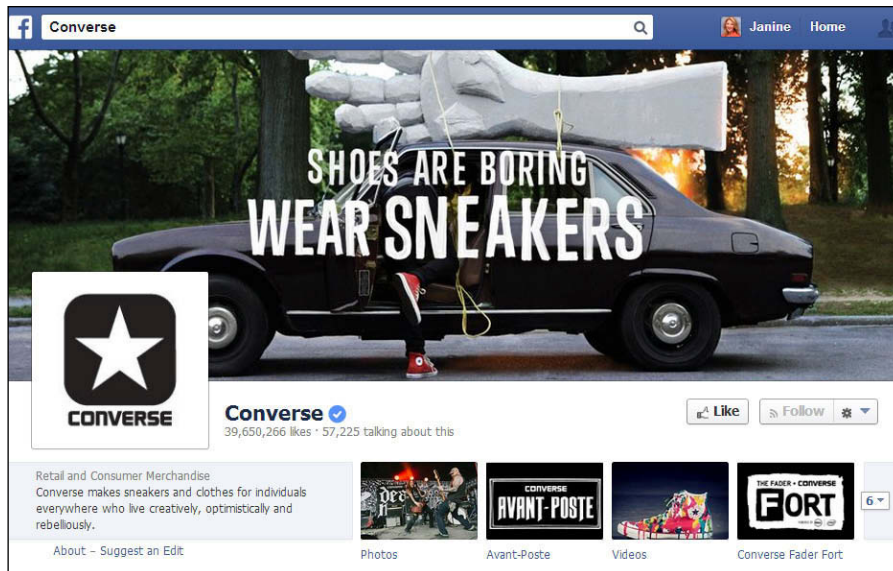 Converse
Janine Home
SHOES ARE BORING
WEAR SNEAKERS
CONVERSE
Converse
39,650,266 likes · 57,225 talking about this
Like
Follow
Retail and Consumer Merchandise
Converse makes sneakers and clothes for individuals
everywhere who live creatively, optimistically and
rebelliously.
About – Suggest an Edit
CONVERSE
AVANT-POSTE
THE FADER • CONVERSE
FORT
6
Photos
Avant-Poste
Videos
Converse Fader Fort